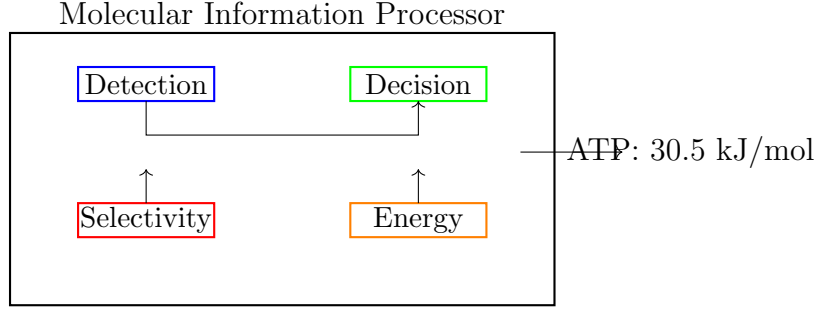 Molecular Information Processor
Detection
Decision
ATP: 30.5 kJ/mol
Selectivity
Energy